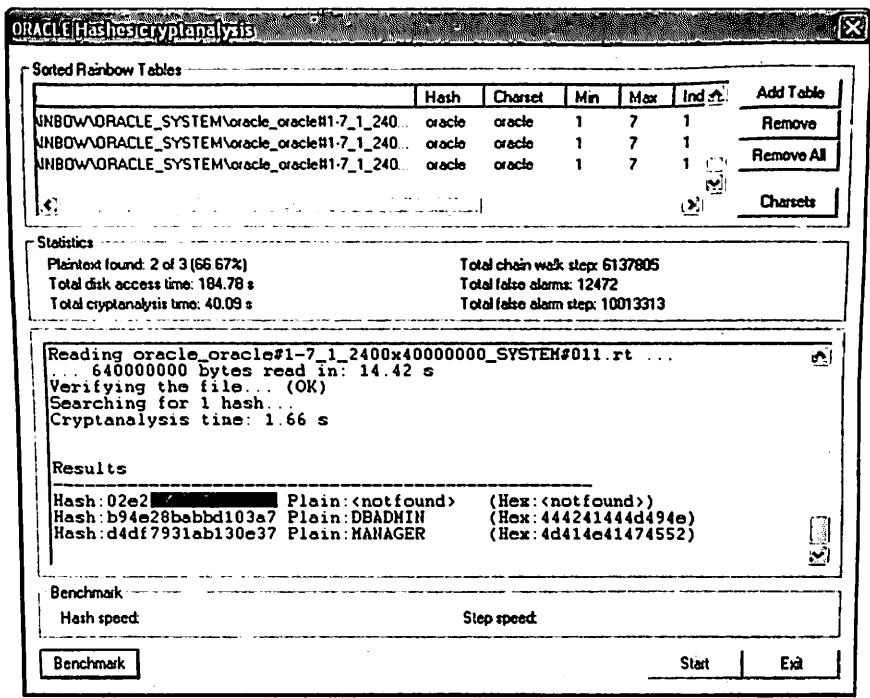 ORACLE Hashes cryptanalysis
Sorted Rainbow Tables
Hash Charset Min Max Ind
\INBOW\ORACLE_SYSTEM\oracle_oracle#1-7_1_240... oracle oracle 1 7 1
\INBOW\ORACLE_SYSTEM\oracle_oracle#1-7_1_240... oracle oracle 1 7 1
\INBOW\ORACLE_SYSTEM\oracle_oracle#1-7_1_240... oracle oracle 1 7 1
Add Table
Remove
Remove All
Charsets
Statistics
Plaintext found: 2 of 3 (66.67%)
Total disk access time: 184.78 s
Total cryptanalysis time: 40.09 s
Total chain walk step: 6137805
Total false alarms: 12472
Total false alarm step: 10013313
Reading oracle_oracle#1-7_1_2400x40000000_SYSTEM#011.rt ...
... 640000000 bytes read in: 14.42 s
Verifying the file... (OK)
Searching for 1 hash...
Cryptanalysis time: 1.66 s
Results
Hash:02e2 Plain:<notfound> (Hex:<notfound>)
Hash:b94e28babbd103a7 Plain:DBADMIN (Hex:444241444d494e)
Hash:d4df7931ab130e37 Plain:MANAGER (Hex:4d414e41474552)
Benchmark
Hash speed:
Step speed:
Benchmark
Start
Exit